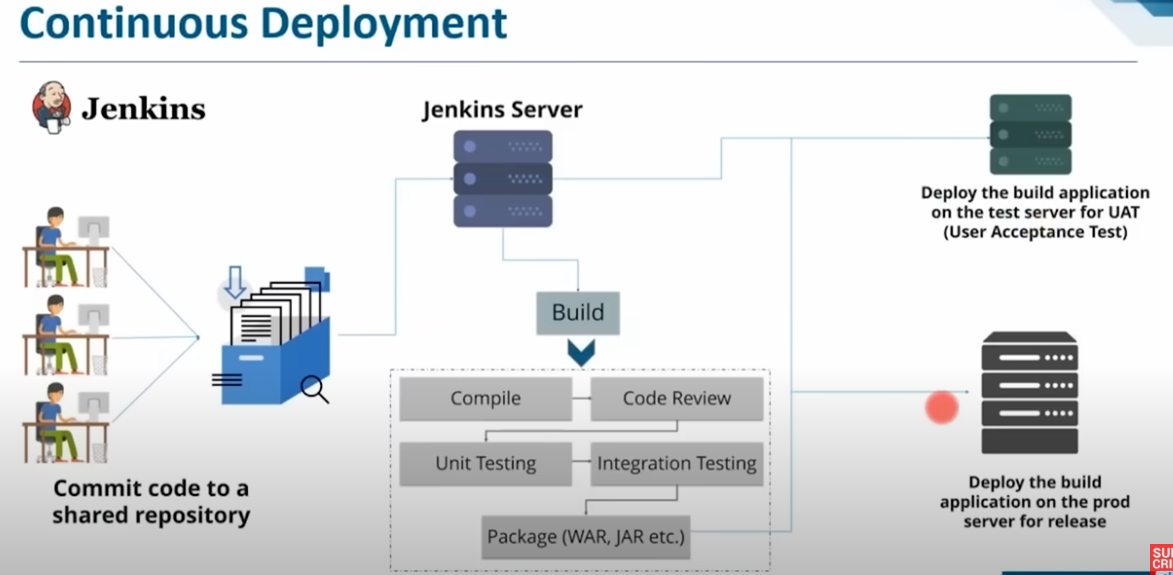 Continuous Deployment
Jenkins
Jenkins Server
Deploy the build application
on the test server for UAT
(User Acceptance Test)
Build
Compile
Code Review
Unit Testing
Integration Testing
Package (WAR, JAR etc.)
Commit code to a
shared repository
Deploy the build
application on the prod
server for release
SU
CRI